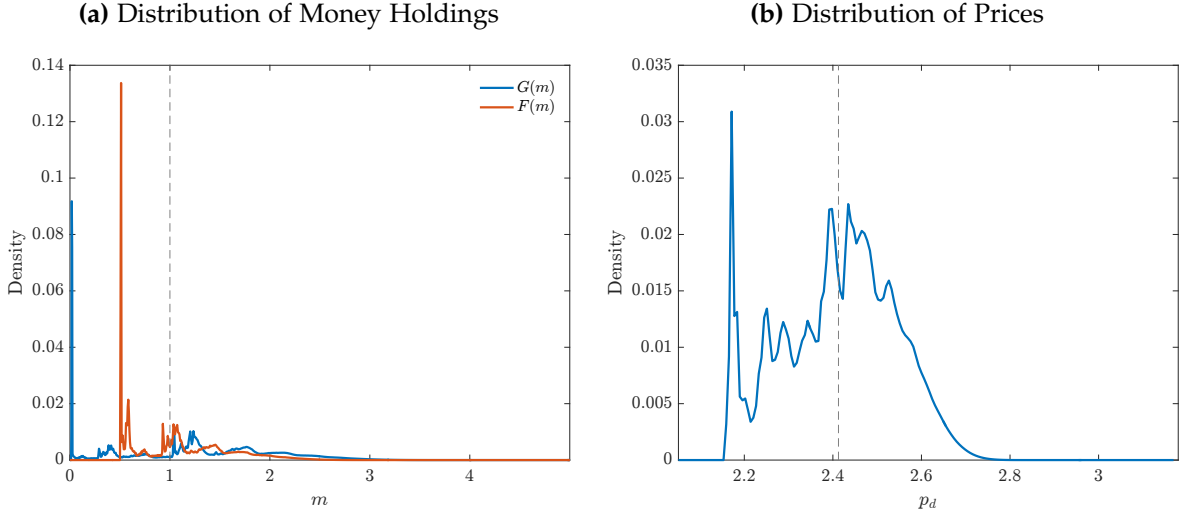 (a) Distribution of Money Holdings
0.14
0.12
0.1
0.08
0.06
0.04
0.02
0
Density
G(m)
F(m)
0 1 2 3 4
m
(b) Distribution of Prices
0.035
0.03
0.025
0.02
0.015
0.01
0.005
0
Density
2.2 2.4 2.6 2.8 3
p_d